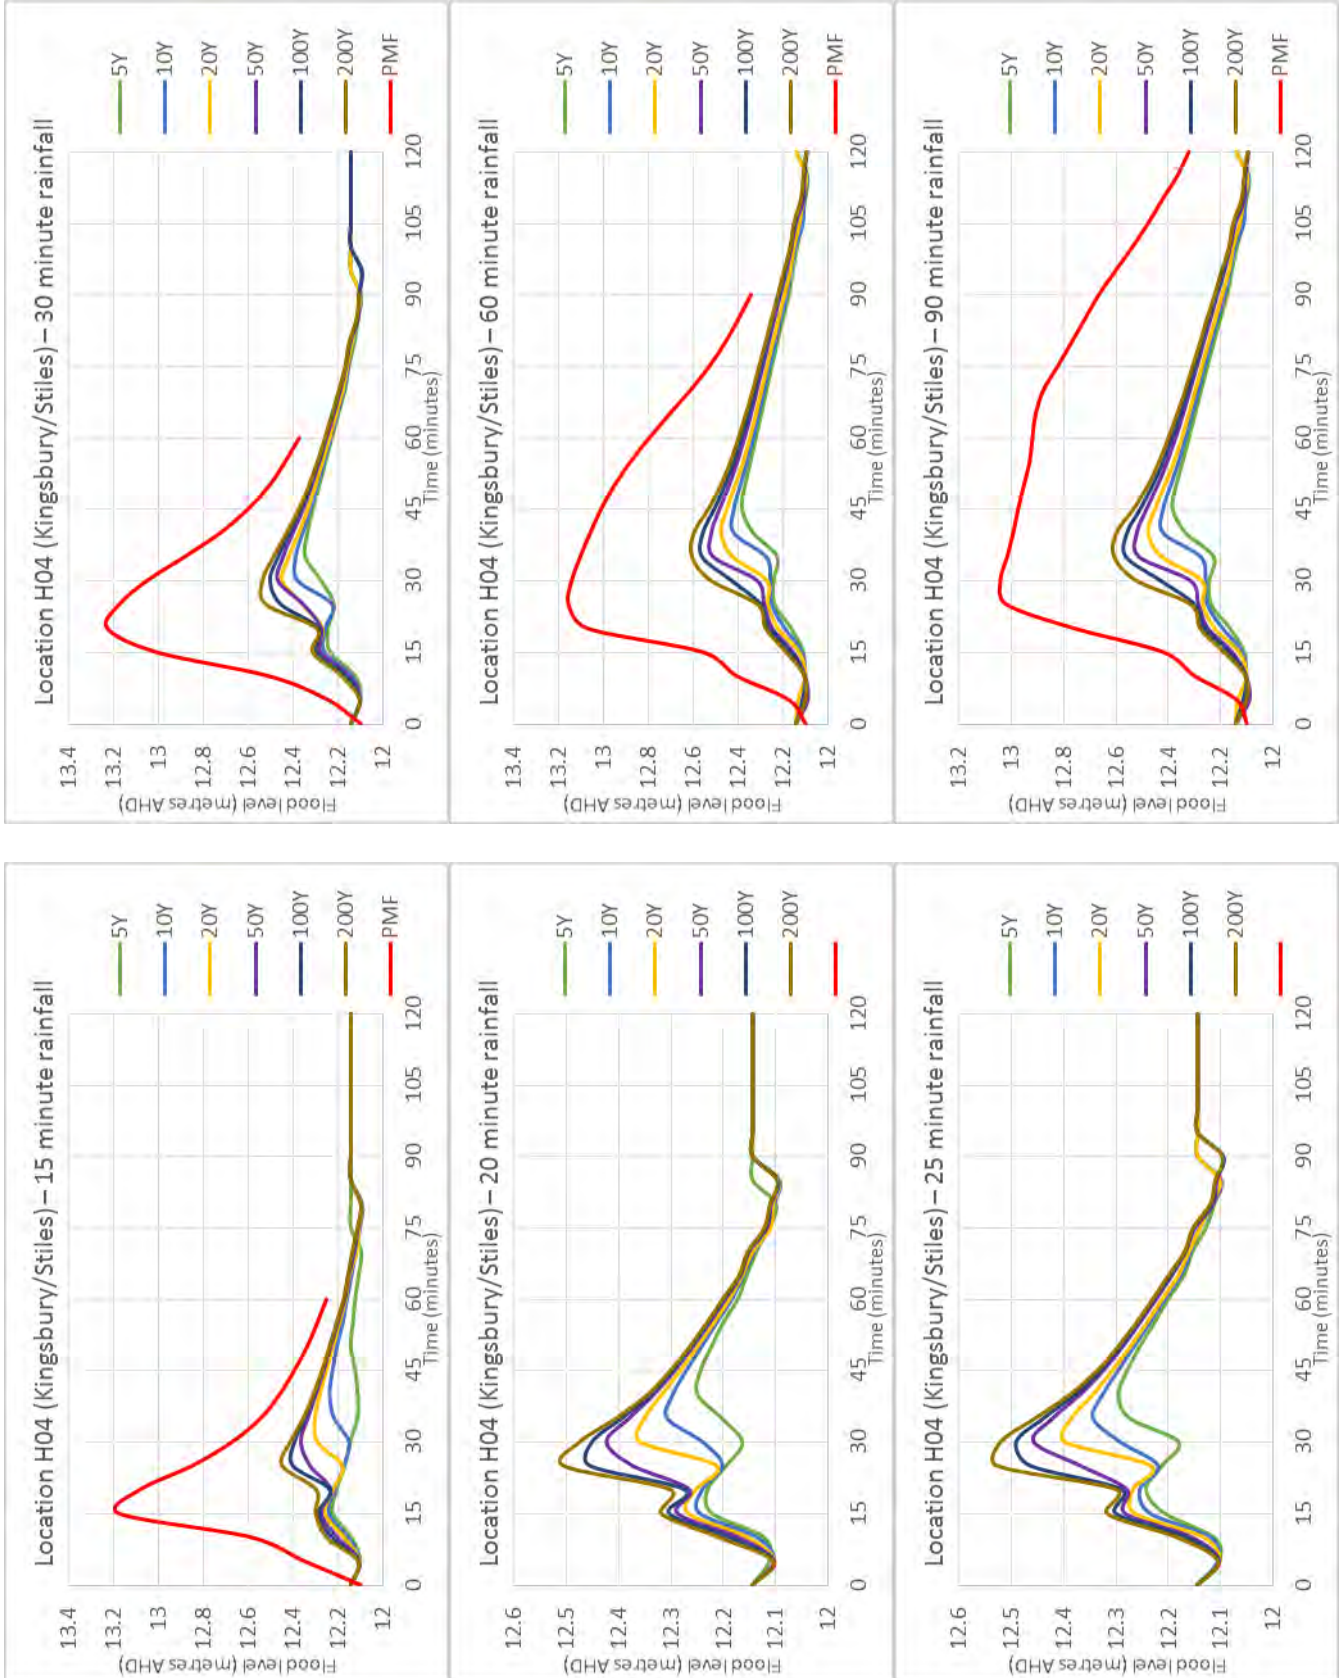 Location H04 (Kingsbury/Stiles) – 15 minute rainfall
Flood level (metres AHD)
13.4
13.2
13
12.8
12.6
12.4
12.2
12
0 15 30 45 60 75 90 105 120
Time (minutes)
5Y
10Y
20Y
50Y
100Y
200Y
PMF
Location H04 (Kingsbury/Stiles) – 30 minute rainfall
Flood level (metres AHD)
13.4
13.2
13
12.8
12.6
12.4
12.2
12
0 15 30 45 60 75 90 105 120
Time (minutes)
5Y
10Y
20Y
50Y
100Y
200Y
PMF
Location H04 (Kingsbury/Stiles) – 20 minute rainfall
Flood level (metres AHD)
12.6
12.5
12.4
12.3
12.2
12.1
12
0 15 30 45 60 75 90 105 120
Time (minutes)
5Y
10Y
20Y
50Y
100Y
200Y
Location H04 (Kingsbury/Stiles) – 60 minute rainfall
Flood level (metres AHD)
13.4
13.2
13
12.8
12.6
12.4
12.2
12
0 15 30 45 60 75 90 105 120
Time (minutes)
5Y
10Y
20Y
50Y
100Y
200Y
PMF
Location H04 (Kingsbury/Stiles) – 25 minute rainfall
Flood level (metres AHD)
12.6
12.5
12.4
12.3
12.2
12.1
12
0 15 30 45 60 75 90 105 120
Time (minutes)
5Y
10Y
20Y
50Y
100Y
200Y
Location H04 (Kingsbury/Stiles) – 90 minute rainfall
Flood level (metres AHD)
13.2
13
12.8
12.6
12.4
12.2
12
0 15 30 45 60 75 90 105 120
Time (minutes)
5Y
10Y
20Y
50Y
100Y
200Y
PMF